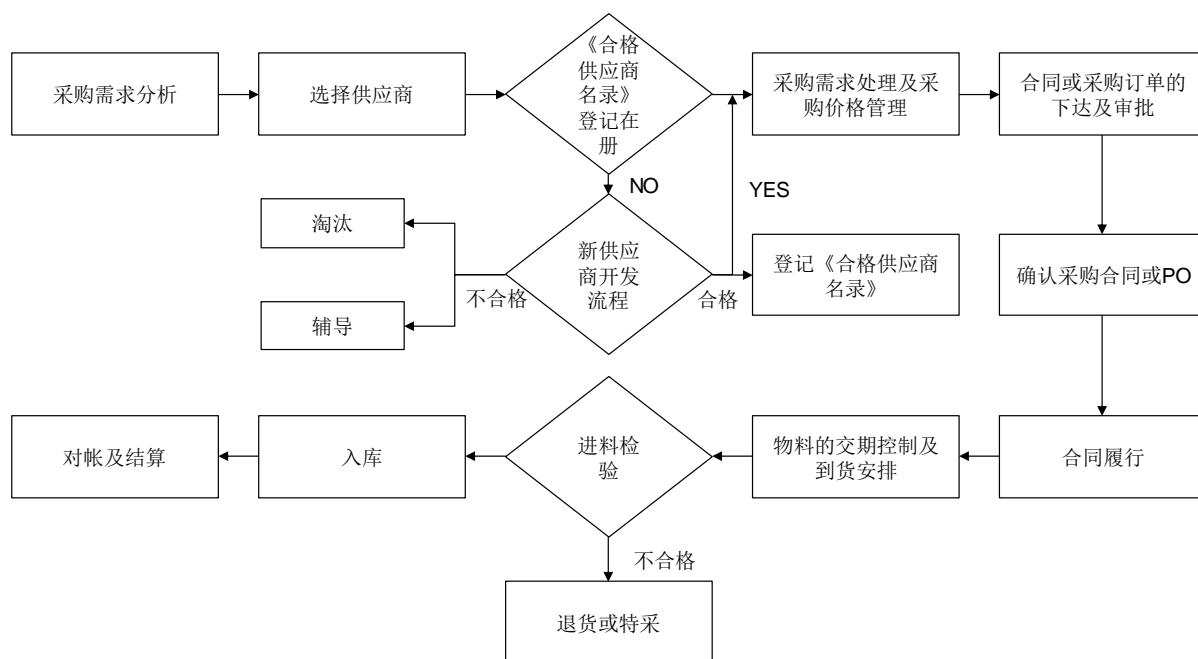 采购需求分析
选择供应商
《合格
供应商
名录》
登记在
册
采购需求处理及采
购价格管理
合同或采购订单的
下达及审批
NO
YES
淘汰
辅导
不合格
新供应
商开发
流程
合格
登记《合格供应商
名录》
确认采购合同或PO
对帐及结算
入库
进料检
验
物料的交期控制及
到货安排
合同履行
不合格
退货或特采